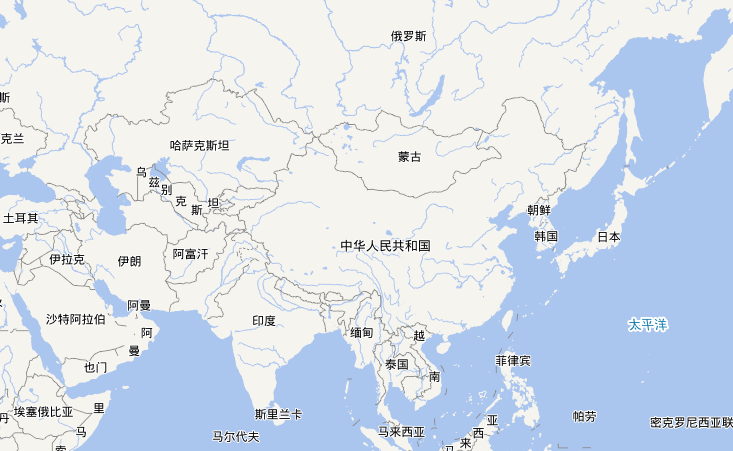 俄罗斯
斯
克兰
哈萨克斯坦
蒙古
乌兹别克斯坦
土耳其
朝鲜
韩国
日本
中华人民共和国
伊拉克
伊朗
阿富汗
阿曼
沙特阿拉伯
阿曼
印度
缅甸
越南
太平洋
也门
泰国
菲律宾
埃塞俄比亚
里
马
索
丹
斯里兰卡
帕劳
马尔代夫
马来西亚
马来西亚
密克罗尼西亚联